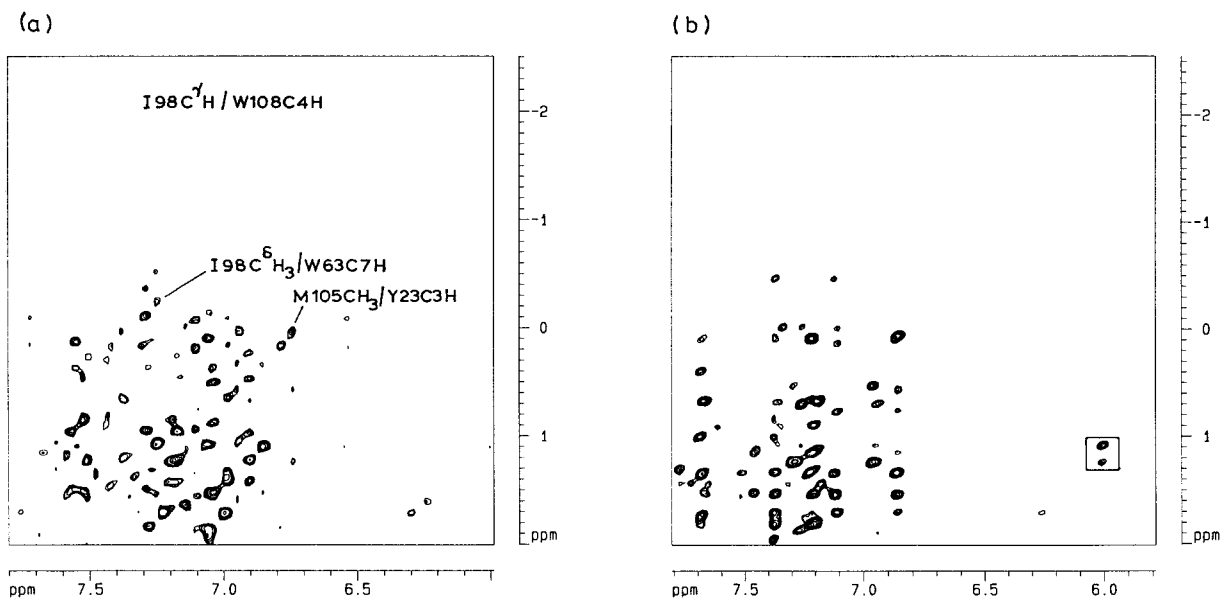 (a)
(b)
I98CγH/W108C4H
I98CδH3/W63C7H
M105CH3/Y23C3H
-2
-1
0
1
ppm
-2
-1
0
1
ppm
ppm 7.5 7.0 6.5
ppm 7.5 7.0 6.5 6.0